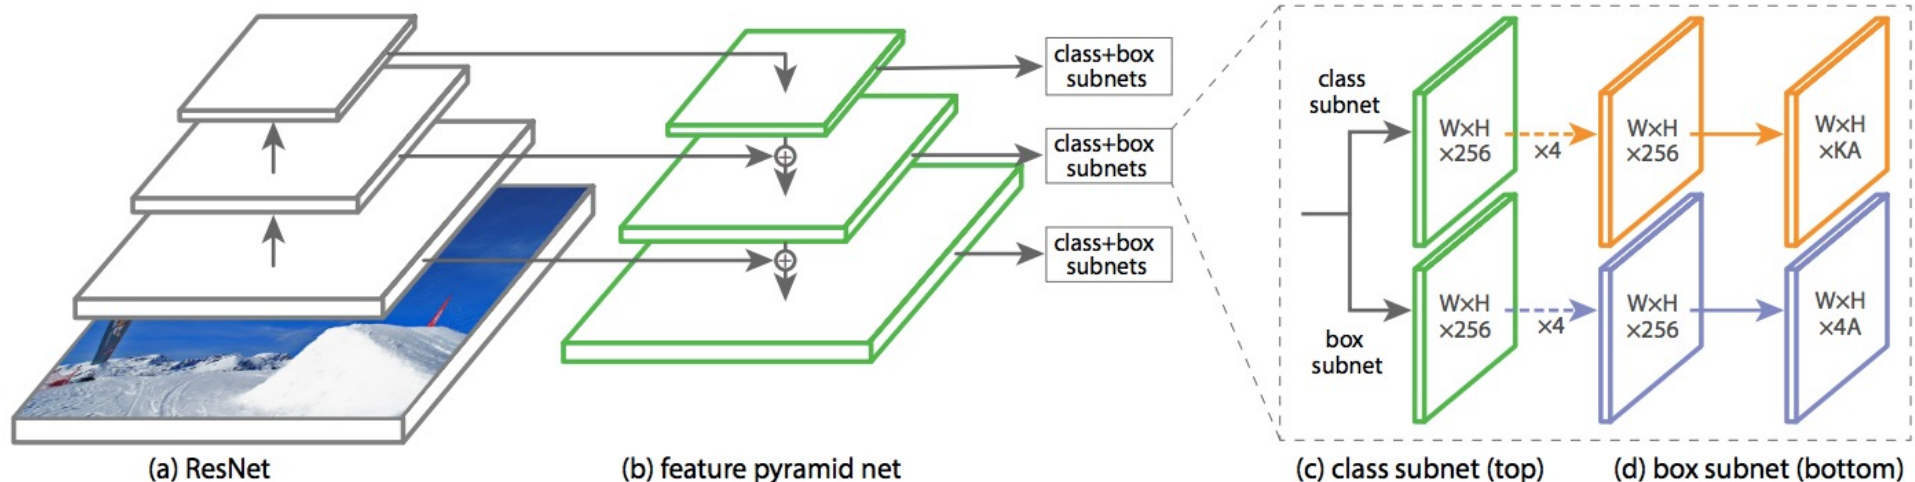 class+box
subnets
class+box
subnets
class+box
subnets
class
subnet
W×H
×256
×4
W×H
×256
W×H
×KA
box
subnet
W×H
×256
×4
W×H
×256
W×H
×4A
(a) ResNet
(b) feature pyramid net
(c) class subnet (top)
(d) box subnet (bottom)